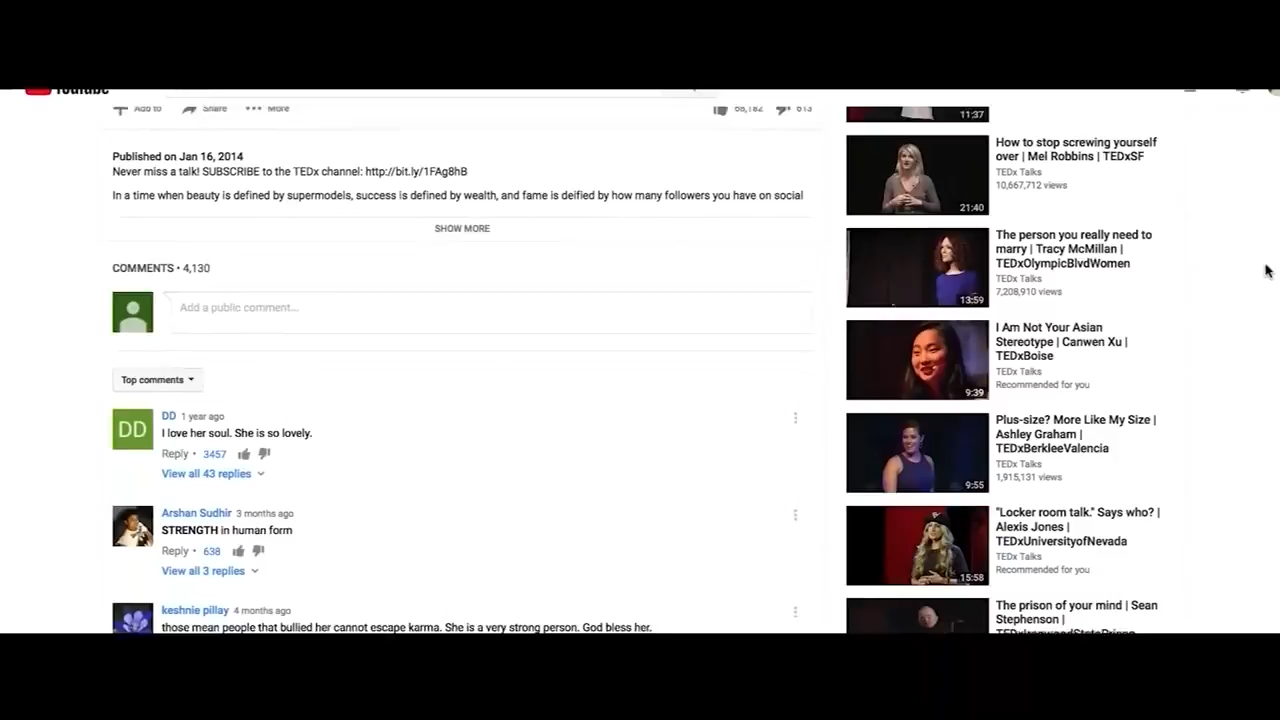 YouTube
Add to
Share
More
68,182
613
Published on Jan 16, 2014
Never miss a talk! SUBSCRIBE to the TEDx channel: http://bit.ly/1FAg8hB
In a time when beauty is defined by supermodels, success is defined by wealth, and fame is deified by how many followers you have on social
SHOW MORE
COMMENTS • 4,130
Add a public comment...
Top comments
DD
DD 1 year ago
I love her soul. She is so lovely.
Reply • 3457
View all 43 replies
Arshan Sudhir 3 months ago
STRENGTH in human form
Reply • 638
View all 3 replies
keshnie pillay 4 months ago
those mean people that bullied her cannot escape karma. She is a very strong person. God bless her.
11:37
How to stop screwing yourself
over | Mel Robbins | TEDxSF
TEDx Talks
10,667,712 views
21:40
The person you really need to
marry | Tracy McMillan |
TEDxOlympicBlvdWomen
TEDx Talks
7,208,910 views
13:59
I Am Not Your Asian
Stereotype | Canwen Xu |
TEDxBoise
TEDx Talks
Recommended for you
9:39
Plus-size? More Like My Size |
Ashley Graham |
TEDxBerkleeValencia
TEDx Talks
1,915,131 views
9:55
"Locker room talk." Says who? |
Alexis Jones |
TEDxUniversityofNevada
TEDx Talks
Recommended for you
15:58
The prison of your mind | Sean
Stephenson |